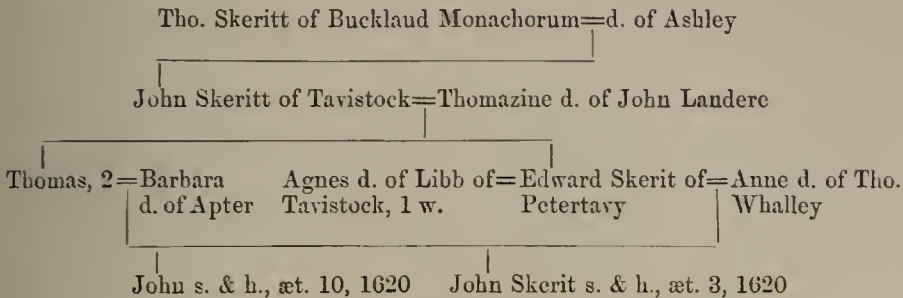 Tho. Skeritt of Bucklaud Monachorum=d. of Ashley
John Skeritt of Tavistock=Thomazine d. of John Landere
Thomas, 2=Barbara d. of Apter
Agnes d. of Libb of Tavistock, 1 w.=Edward Skerit of Petertavy=Anne d. of Tho. Whalley
John s. & h., æt. 10, 1620 John Skerit s. & h., æt. 3, 1620